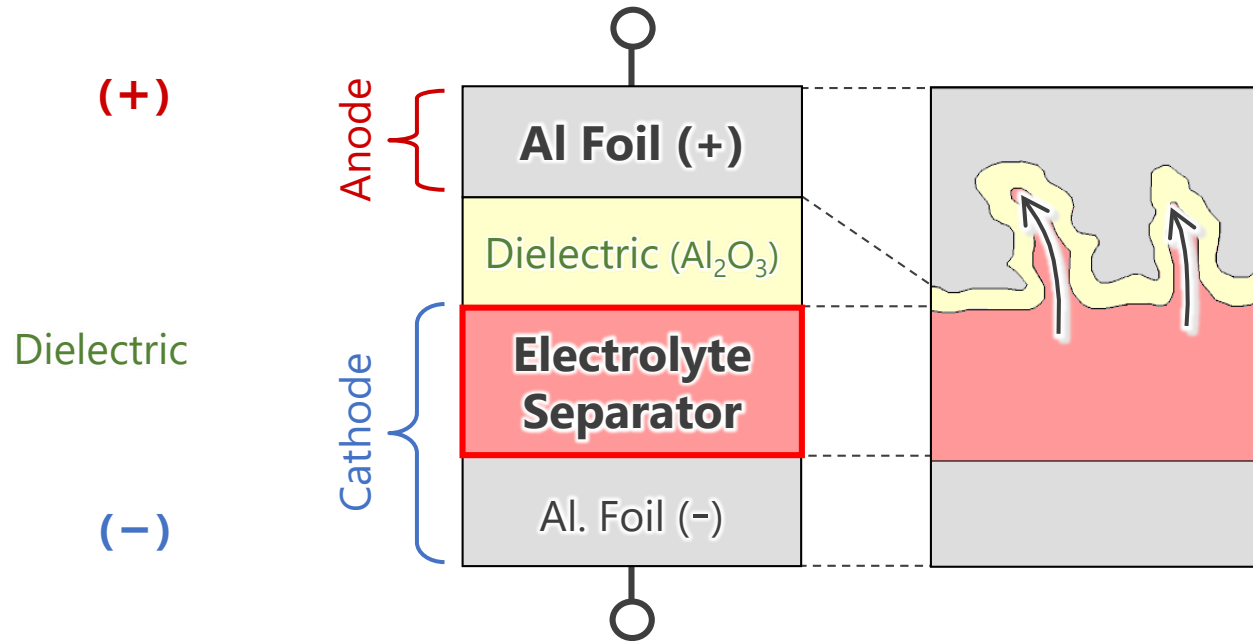 (+)
Anode
Al Foil (+)
Dielectric (Al₂O₃)
Dielectric
Electrolyte
Separator
Cathode
(−)
Al. Foil (−)